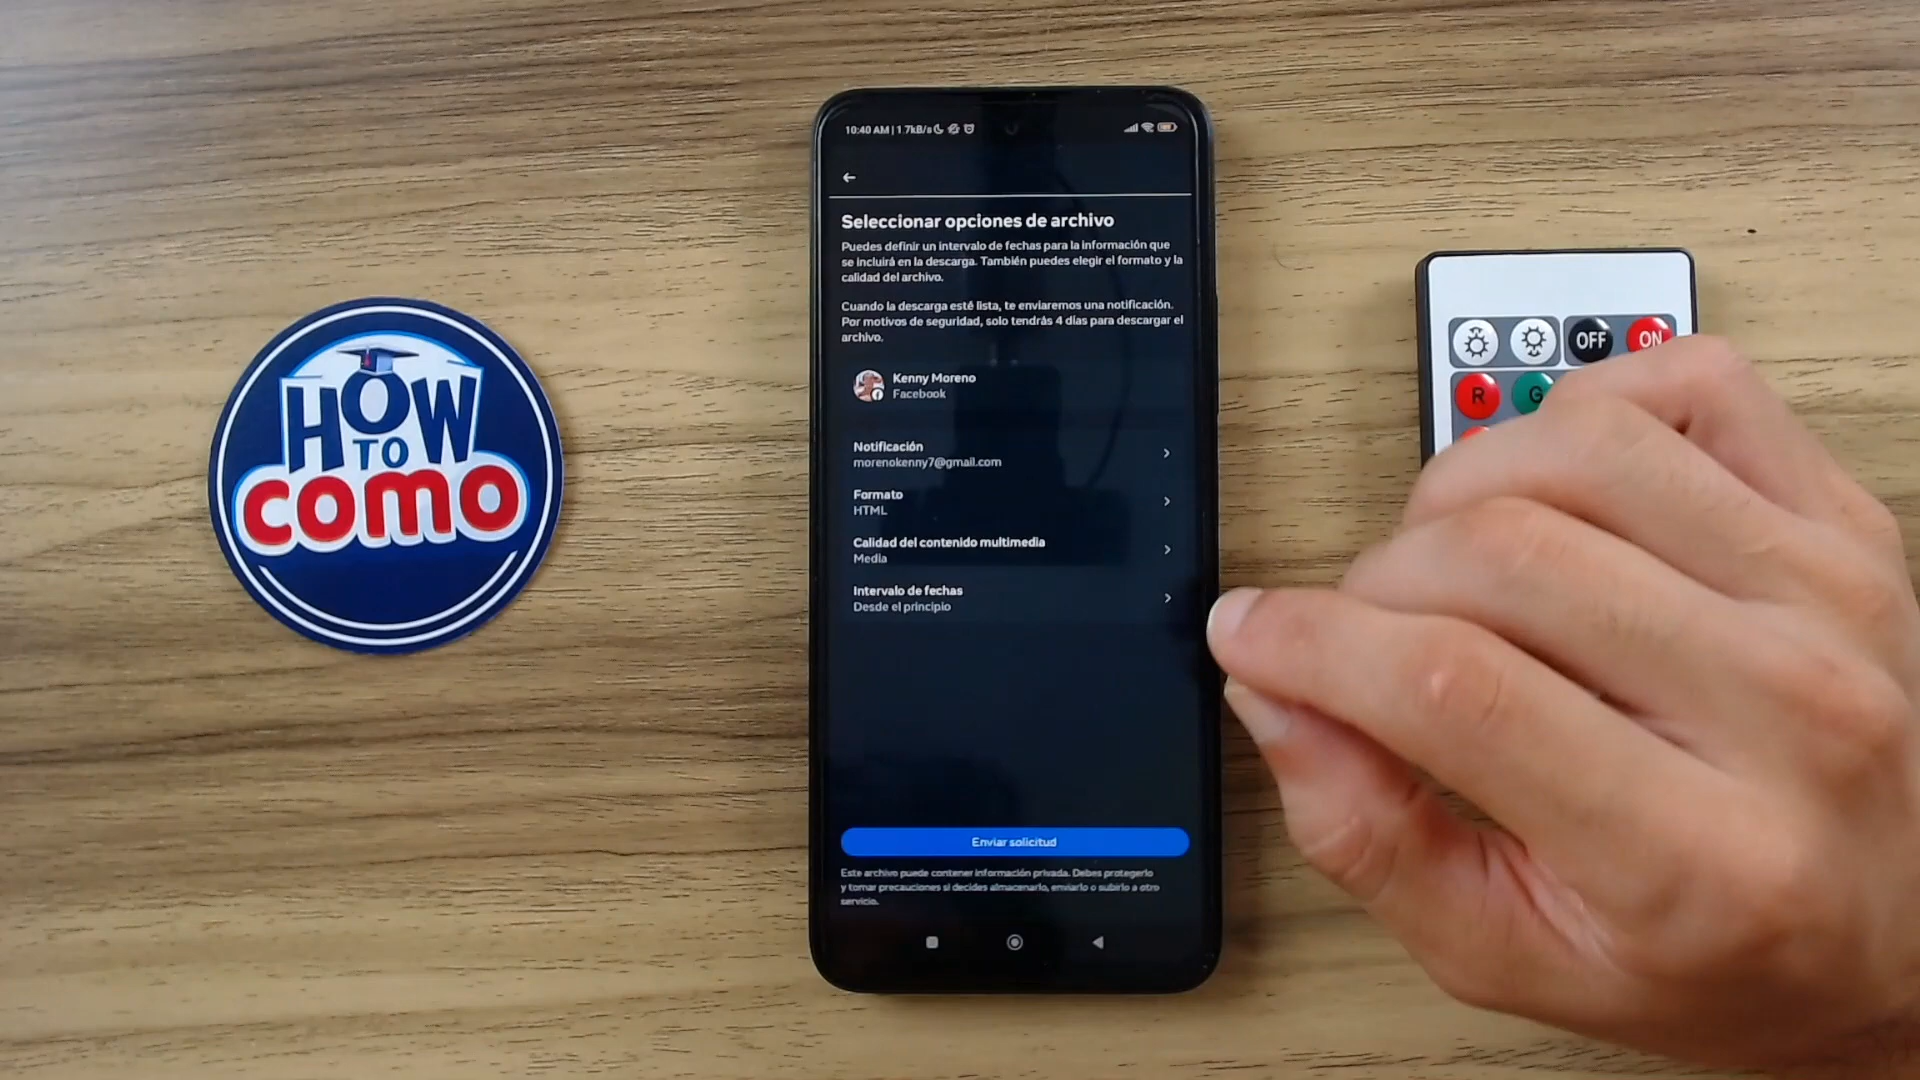 HOW
TO
COMO
10:40 AM | 1.7kB/s
Seleccionar opciones de archivo
Puedes definir un intervalo de fechas para la información que
se incluirá en la descarga. También puedes elegir el formato y la
calidad del archivo.
Cuando la descarga esté lista, te enviaremos una notificación.
Por motivos de seguridad, solo tendrás 4 días para descargar el
archivo.
Kenny Moreno
Facebook
Notificación
morenokenny7@gmail.com
Formato
HTML
Calidad del contenido multimedia
Media
Intervalo de fechas
Desde el principio
Enviar solicitud
Este archivo puede contener información privada. Debes protegerlo
y tomar precauciones si decides almacenarlo, enviarlo o subirlo a otro
servicio.
OFF
ON
R
G